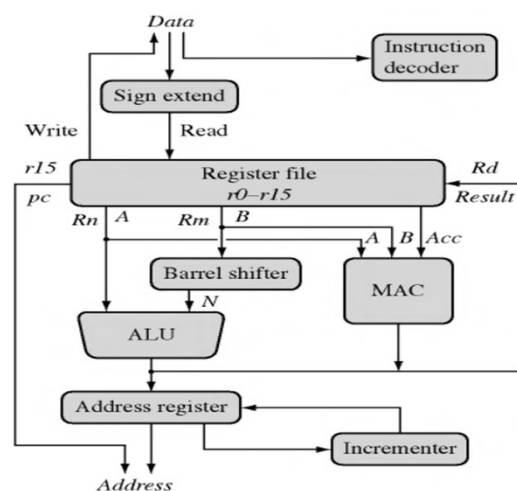 Data
Instruction
decoder
Sign extend
Write
Read
r15
Register file
Rd
pc
r0–r15
Result
Rn
A
Rm
B
A
B
Acc
Barrel shifter
MAC
N
ALU
Address register
Incrementer
Address